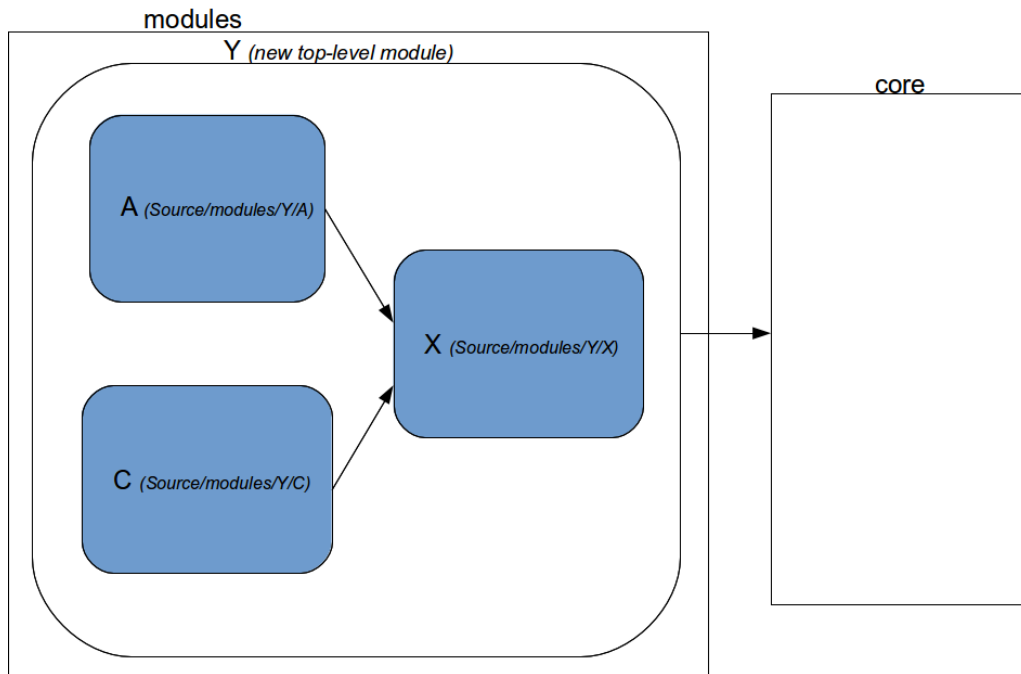 modules
Y (new top-level module)
core
A (Source/modules/Y/A)
X (Source/modules/Y/X)
C (Source/modules/Y/C)